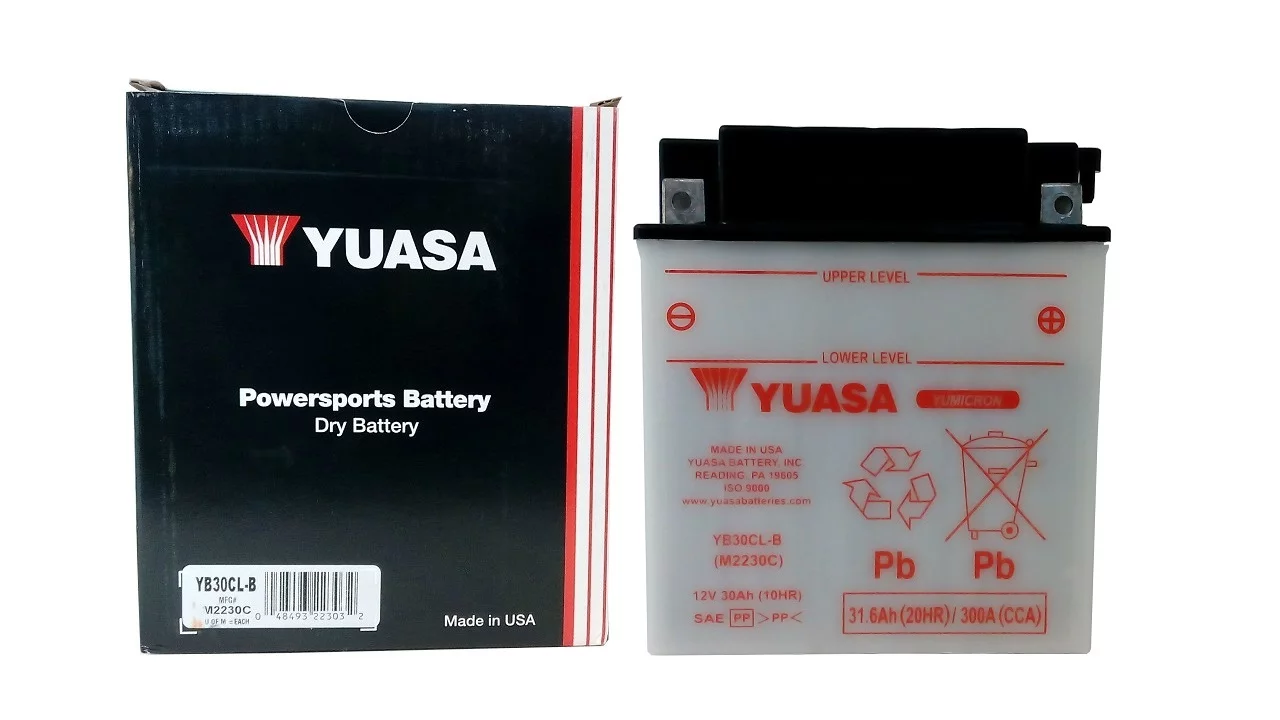 YUASA
Powersports Battery
Dry Battery
YB30CL-B
MFG#
M2230C
U OF M = EACH
0 48493 22303 2
Made in USA
UPPER LEVEL
LOWER LEVEL
YUASA YUMICRON
MADE IN USA
YUASA BATTERY, INC
READING, PA 19605
ISO 9000
www.yuasabatteries.com
YB30CL-B
(M2230C)
Pb Pb
12V 30Ah (10HR)
SAE PP >PP<
31.6Ah (20HR) / 300A (CCA)